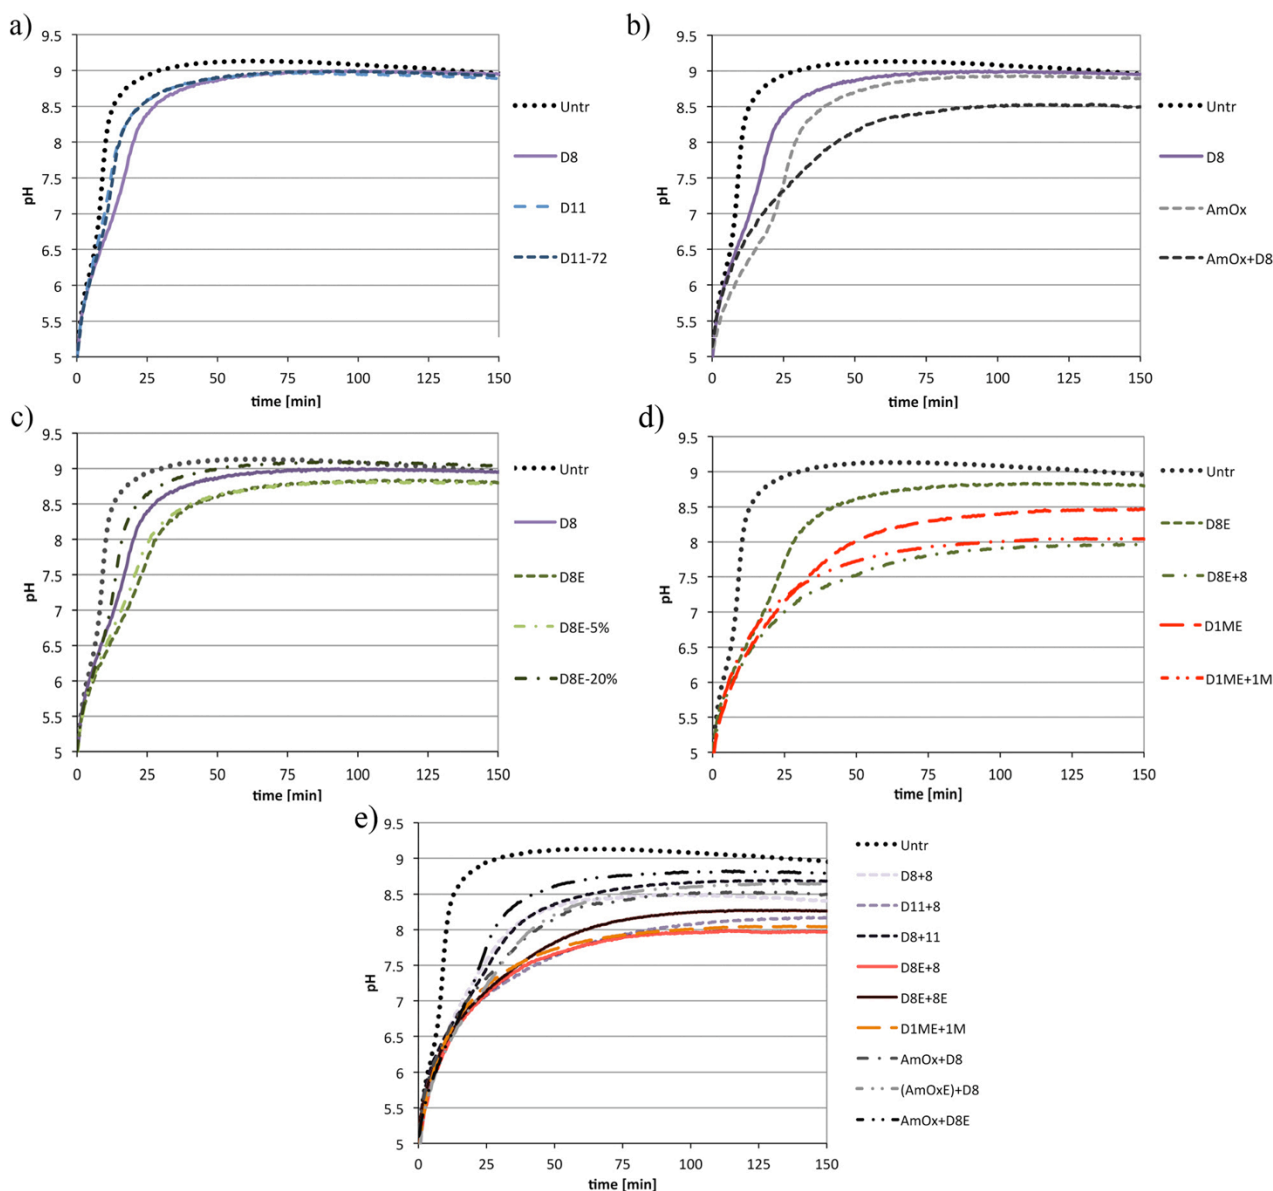 a)
9.5
9
8.5
8
7.5
7
6.5
6
5.5
5
pH
0 25 50 75 100 125 150
time [min]
Untr
D8
D11
D11-72
b)
9.5
9
8.5
8
7.5
7
6.5
6
5.5
5
pH
0 25 50 75 100 125 150
time [min]
Untr
D8
AmOx
AmOx+D8
c)
9.5
9
8.5
8
7.5
7
6.5
6
5.5
5
pH
0 25 50 75 100 125 150
time [min]
Untr
D8
D8E
D8E-5%
D8E-20%
d)
9.5
9
8.5
8
7.5
7
6.5
6
5.5
5
pH
0 25 50 75 100 125 150
time [min]
Untr
D8E
D8E+8
D1ME
D1ME+1M
e)
9.5
9
8.5
8
7.5
7
6.5
6
5.5
5
pH
0 25 50 75 100 125 150
time [min]
Untr
D8+8
D11+8
D8+11
D8E+8
D8E+8E
D1ME+1M
AmOx+D8
(AmOxE)+D8
AmOx+D8E